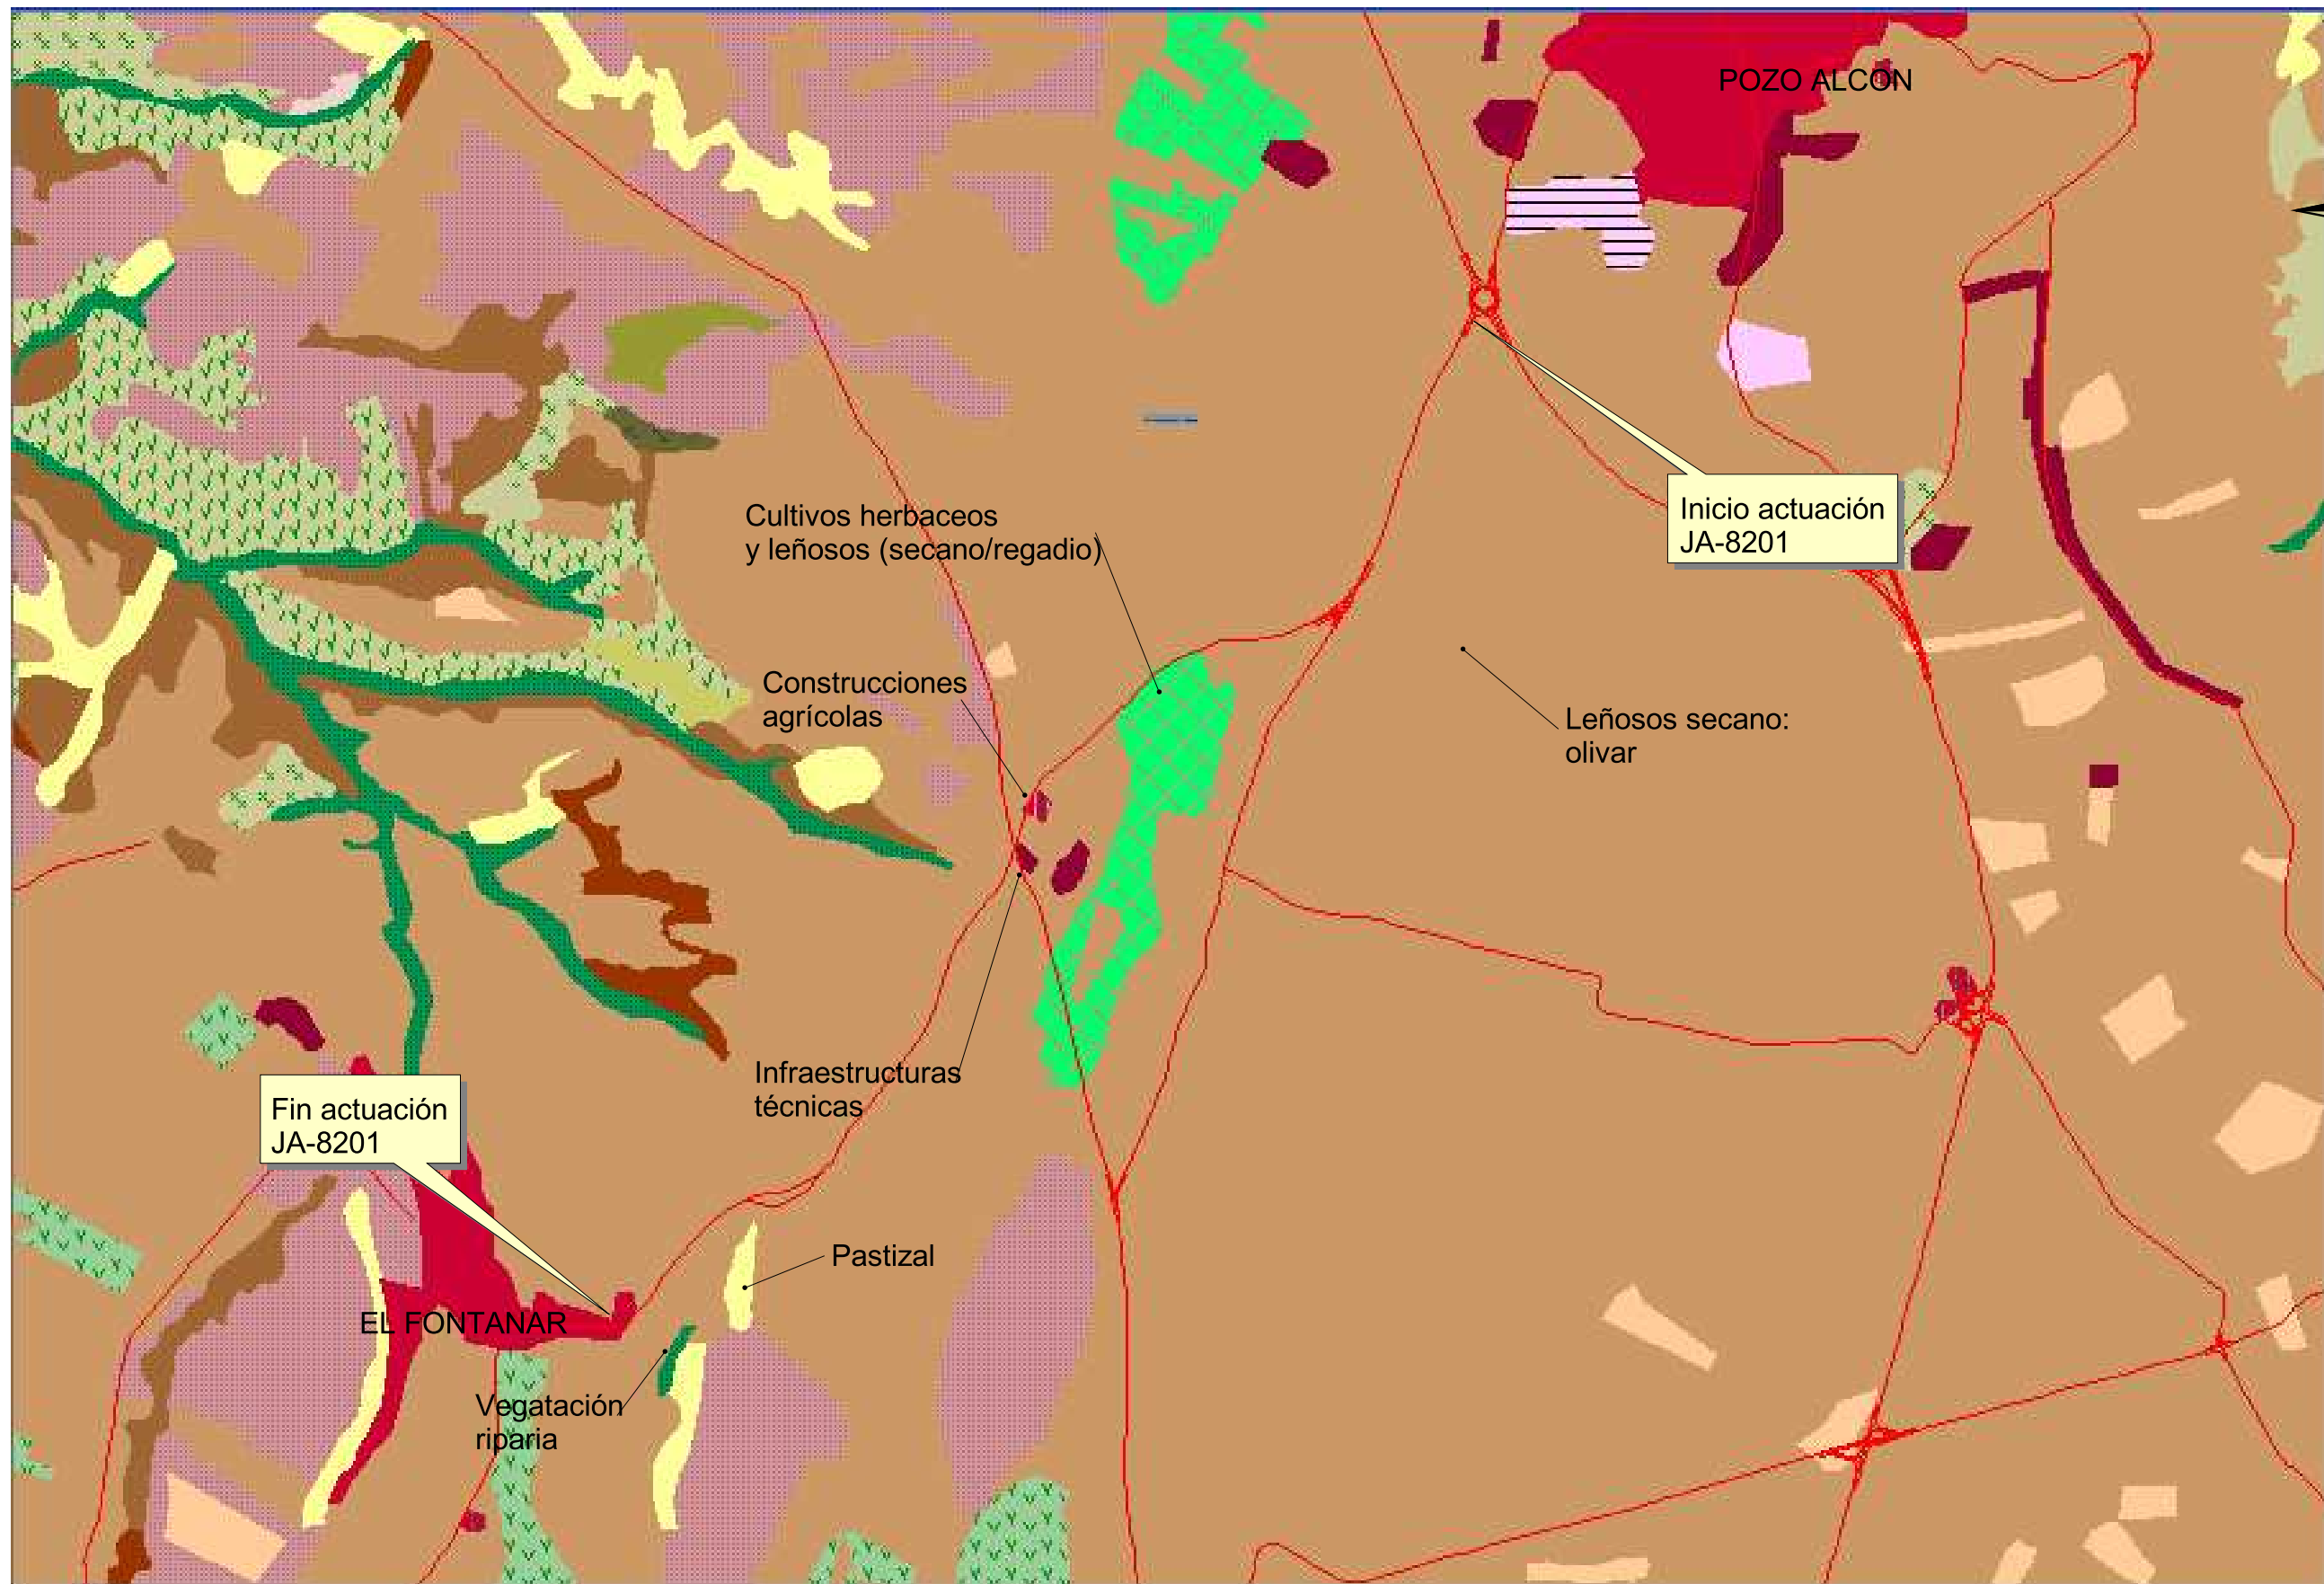 POZO ALCON
Cultivos herbaceos
y leñosos (secano/regadio)
Inicio actuación
JA-8201
Construcciones
agrícolas
Leñosos secano:
olivar
Infraestructuras
técnicas
Fin actuación
JA-8201
Pastizal
EL FONTANAR
Vegatación
riparia